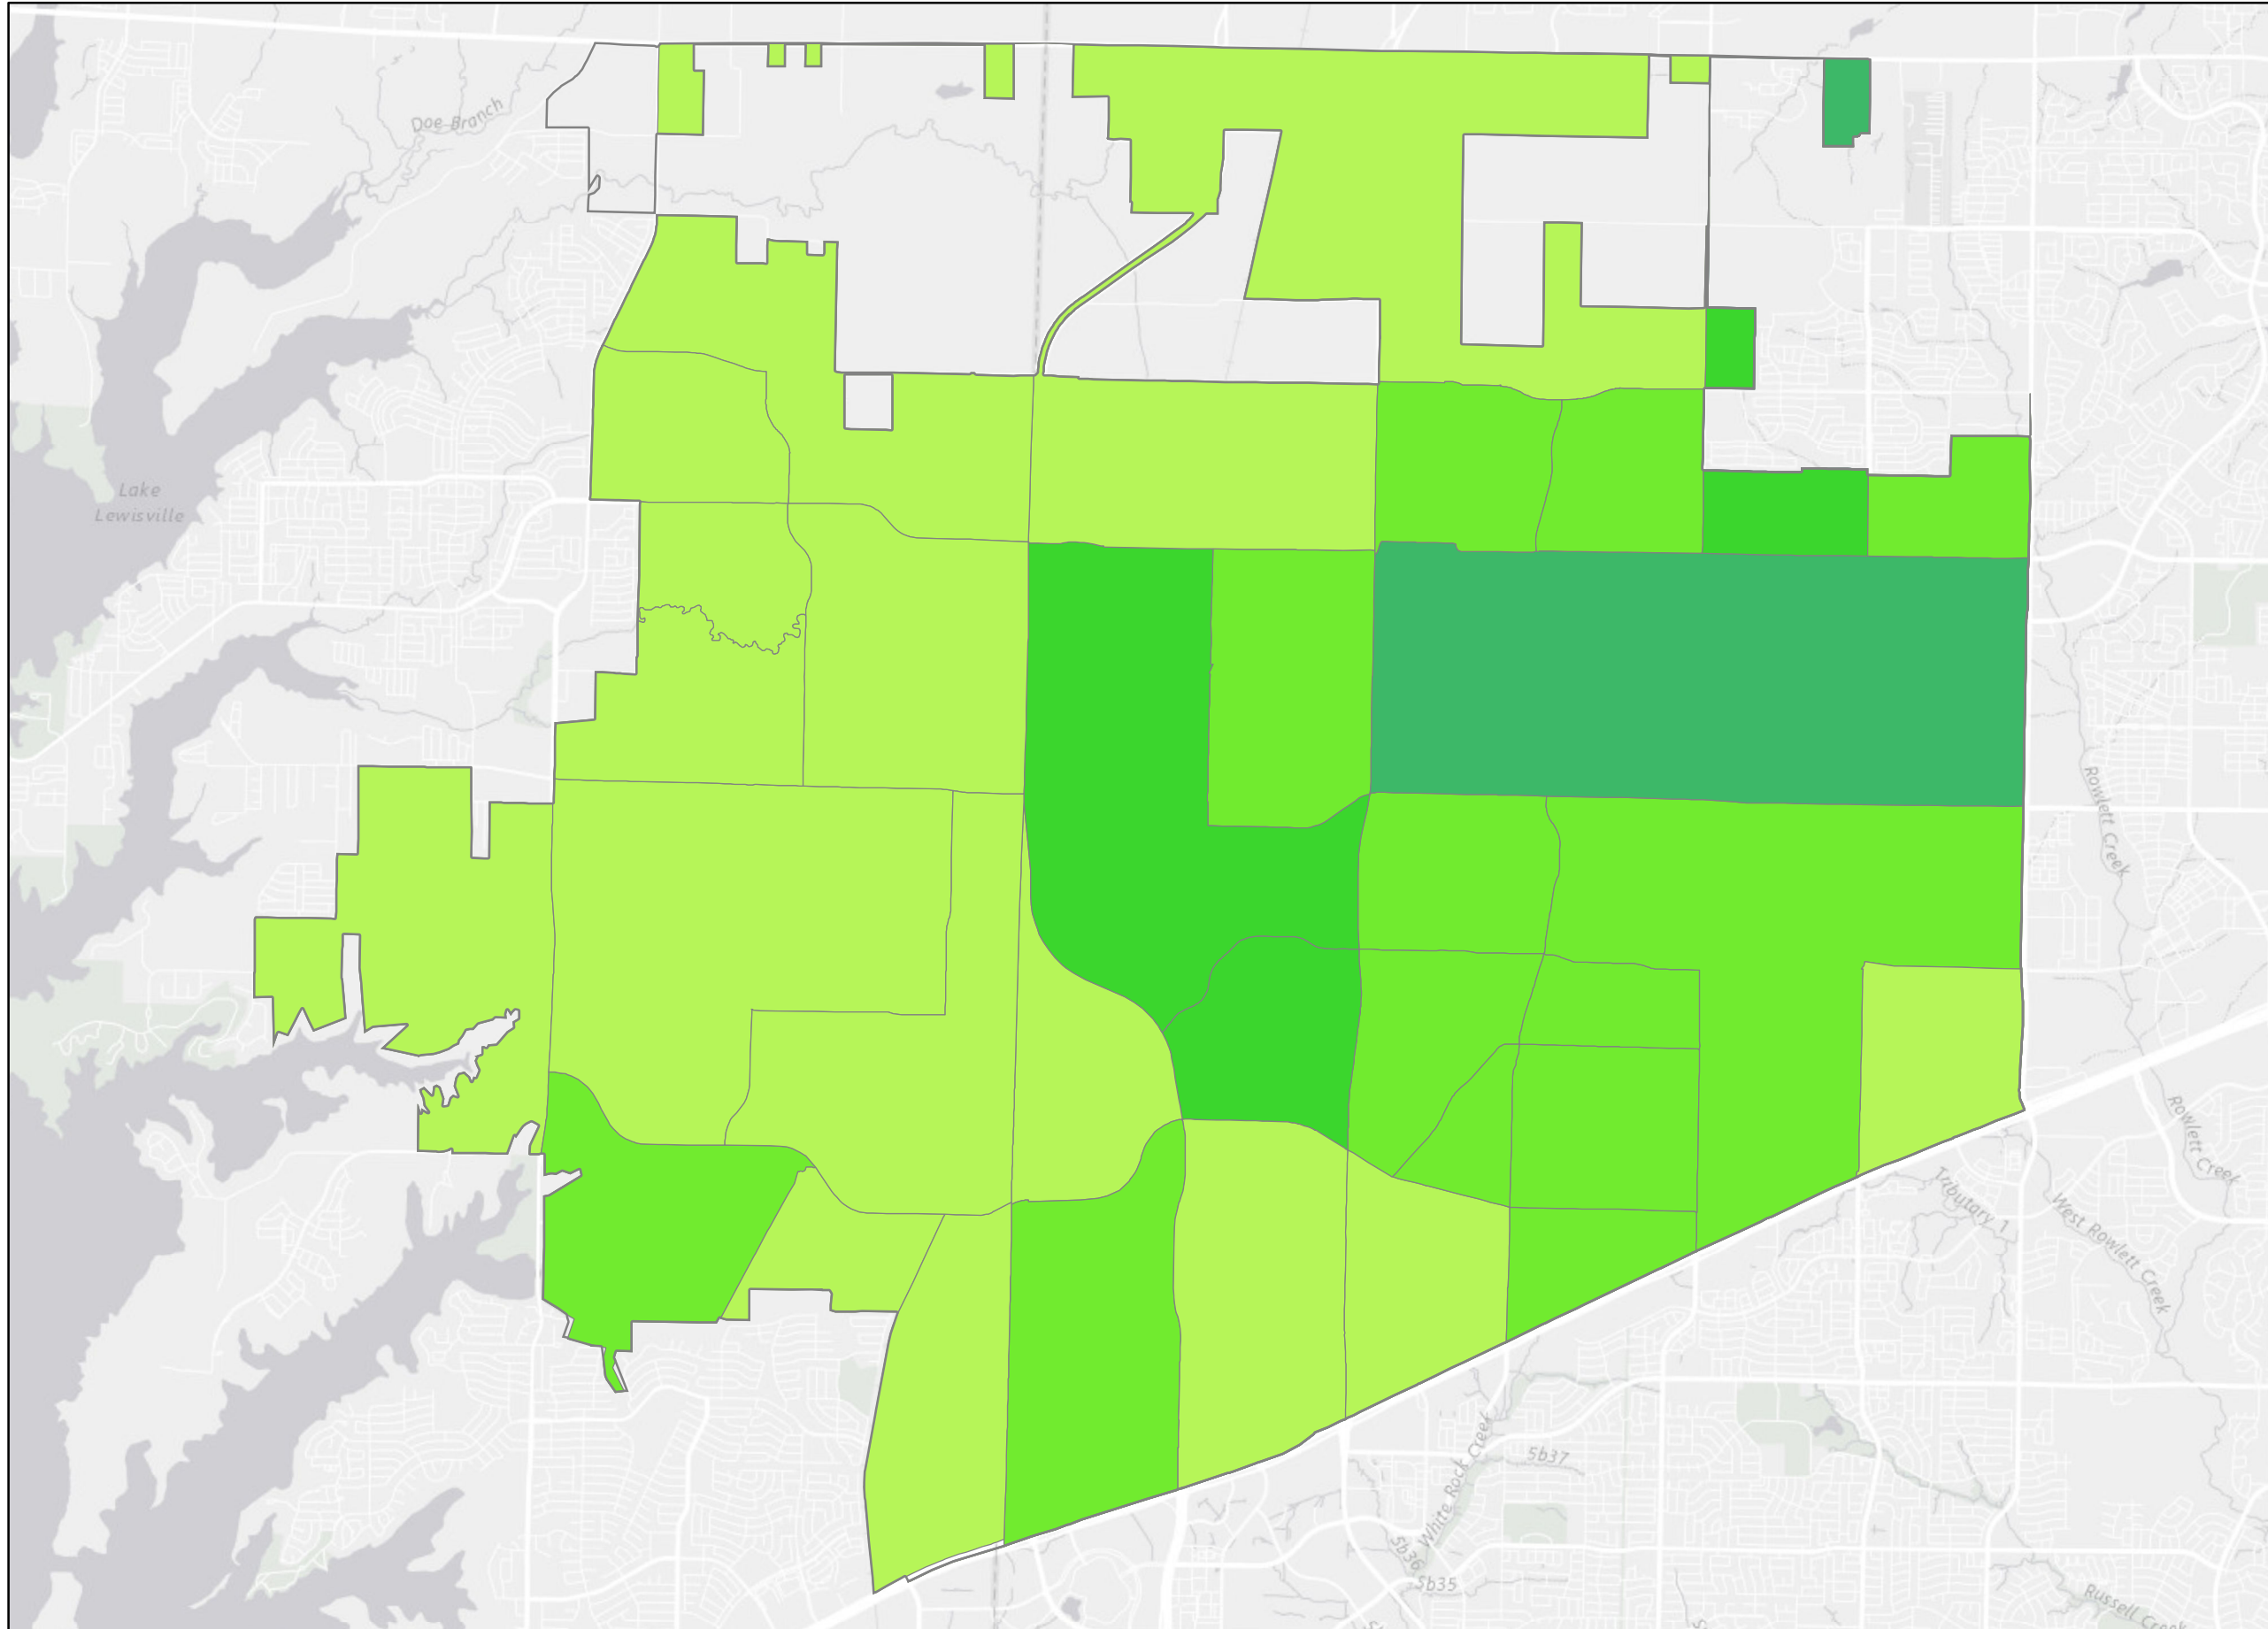 Doe Branch
Lake
Lewisville
Rowlett Creek
Rowlett Creek
Tributary 1
West Rowlett Creek
White Rock Creek
5b37
5b36
5b35
Russell Creek